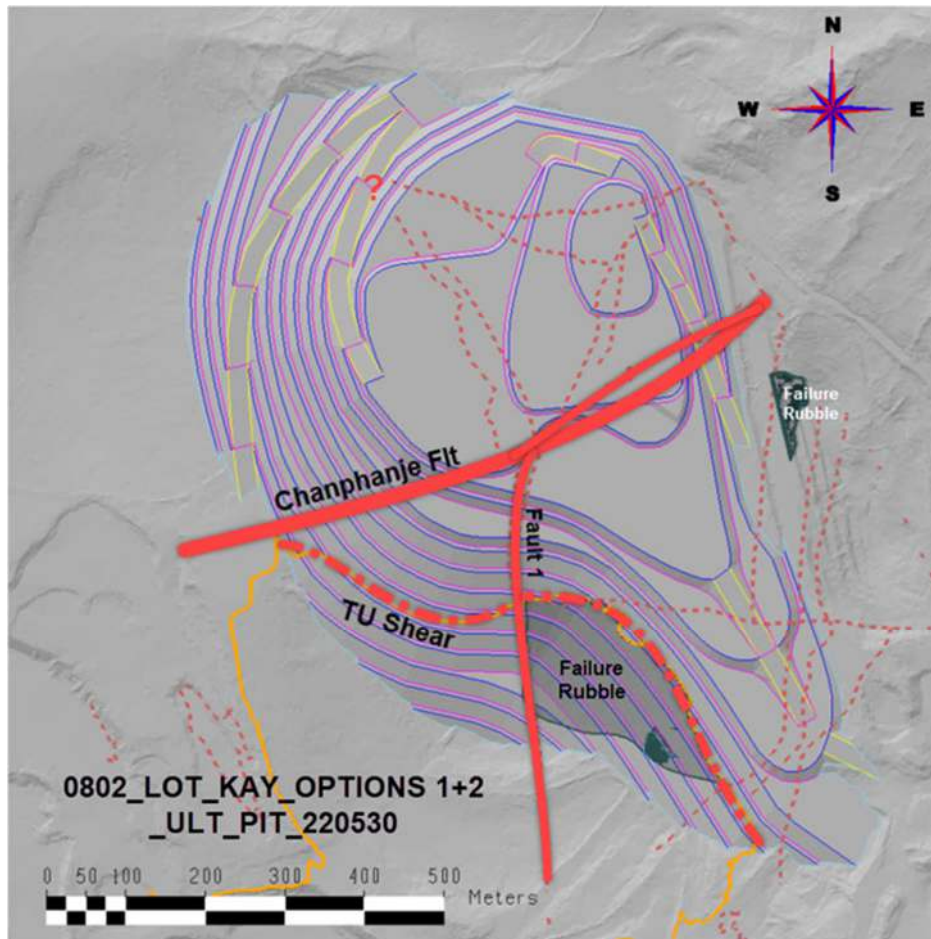 N
W E
S
?
Failure
Rubble
Chanphanje Flt
Fault 1
TU Shear
Failure
Rubble
0802_LOT_KAY_OPTIONS 1+2
_ULT_PIT_220530
0 50 100 200 300 400 500
Meters